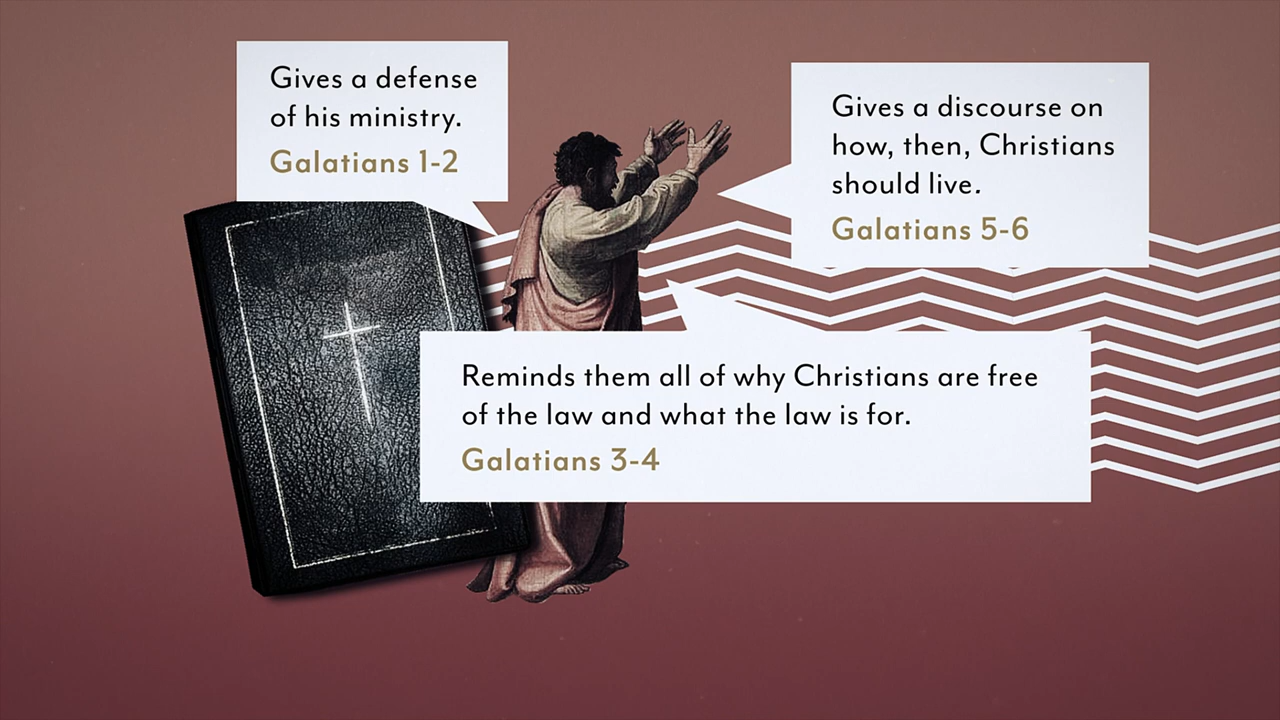 Gives a defense
of his ministry.
Galatians 1-2
Gives a discourse on
how, then, Christians
should live.
Galatians 5-6
Reminds them all of why Christians are free
of the law and what the law is for.
Galatians 3-4